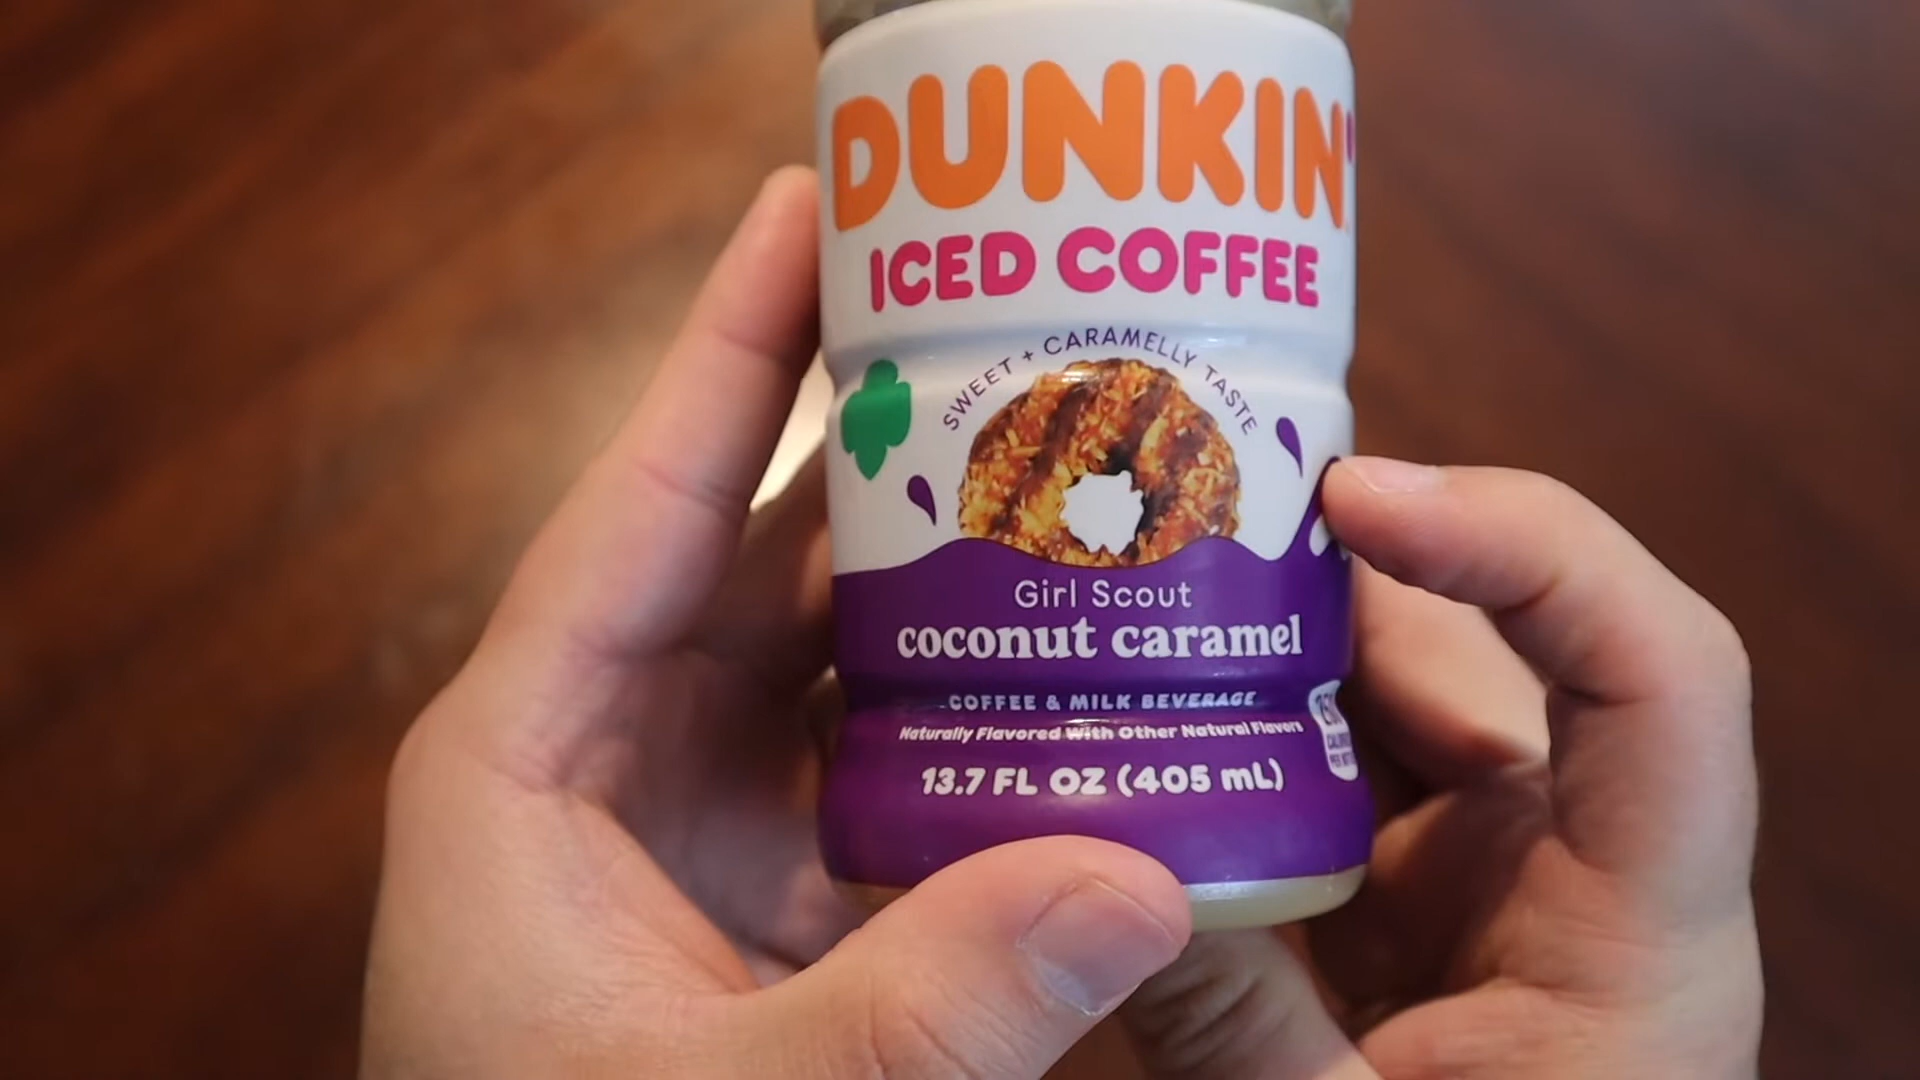 DUNKIN'
ICED COFFEE
SWEET + CARAMELLY TASTE
Girl Scout
coconut caramel
COFFEE & MILK BEVERAGE
Naturally Flavored With Other Natural Flavors
13.7 FL OZ (405 mL)